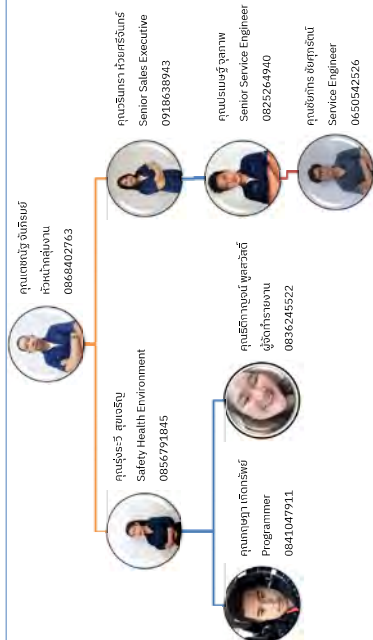 คุณเตชณัฐ จันทิรมย์
หัวหน้ากลุ่มงาน
0868402763
คุณรุ่งระวี สุขเจริญ
Safety Health Environment
0856791845
คุณวรินทรา ห้วยศรีจันทร์
Senior Sales Executive
0918638943
คุณกฤษฎา เกิดทรัพย์
Programmer
0841047911
คุณธิติกาญจน์ พูลสวัสดิ์
ผู้จัดทำรายงาน
0836245522
คุณปรเมษฐ์ จุลภาพ
Senior Service Engineer
0825264940
คุณชัยภัทร ชัยศุภรัตน์
Service Engineer
0650542526